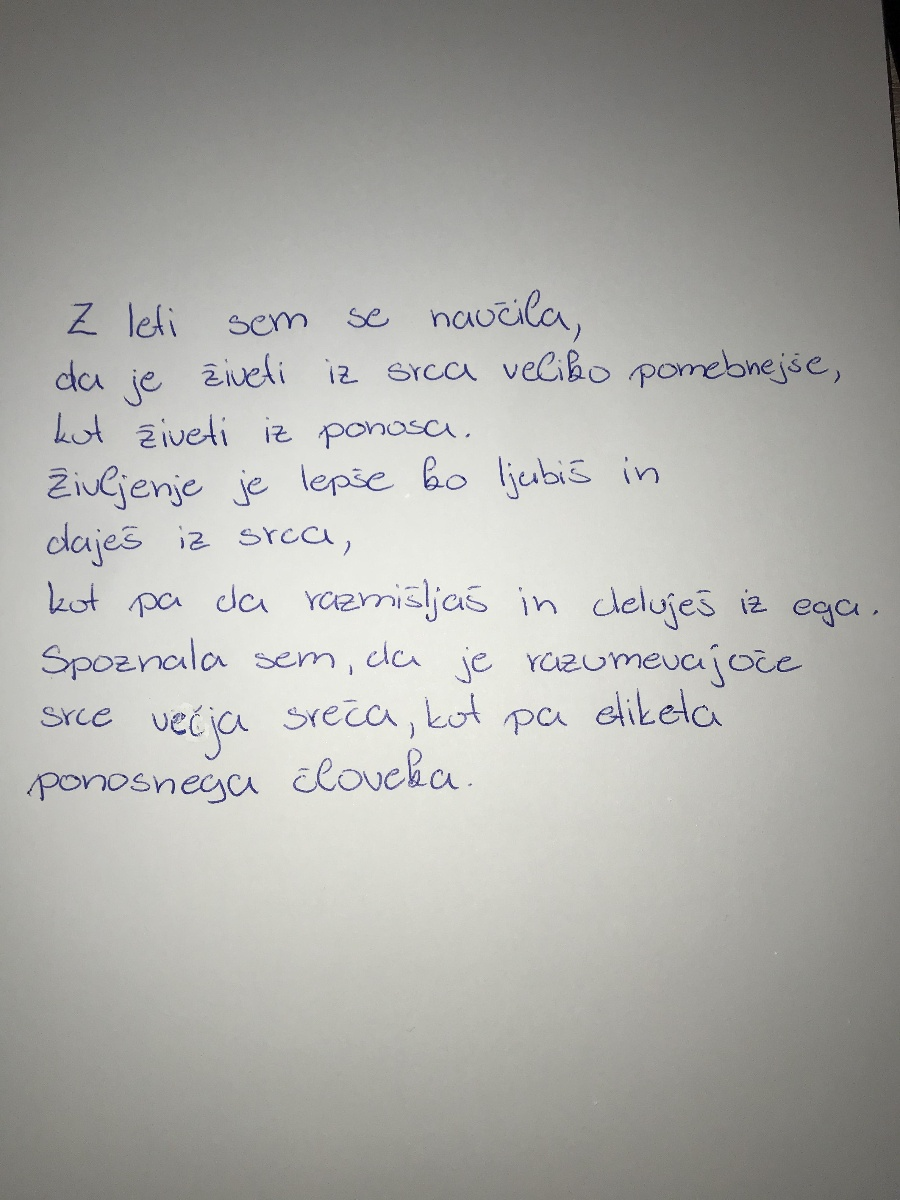 Z leti sem se naučila,
da je živeti iz srca veliko pomebnejše,
kot živeti iz ponosa.
Življenje je lepše ko ljubiš in
daješ iz srca,
kot pa da razmišljaš in deluješ iz ega.
Spoznala sem, da je razumevajoče
srce večja sreča, kot pa etiketa
ponosnega človeka.